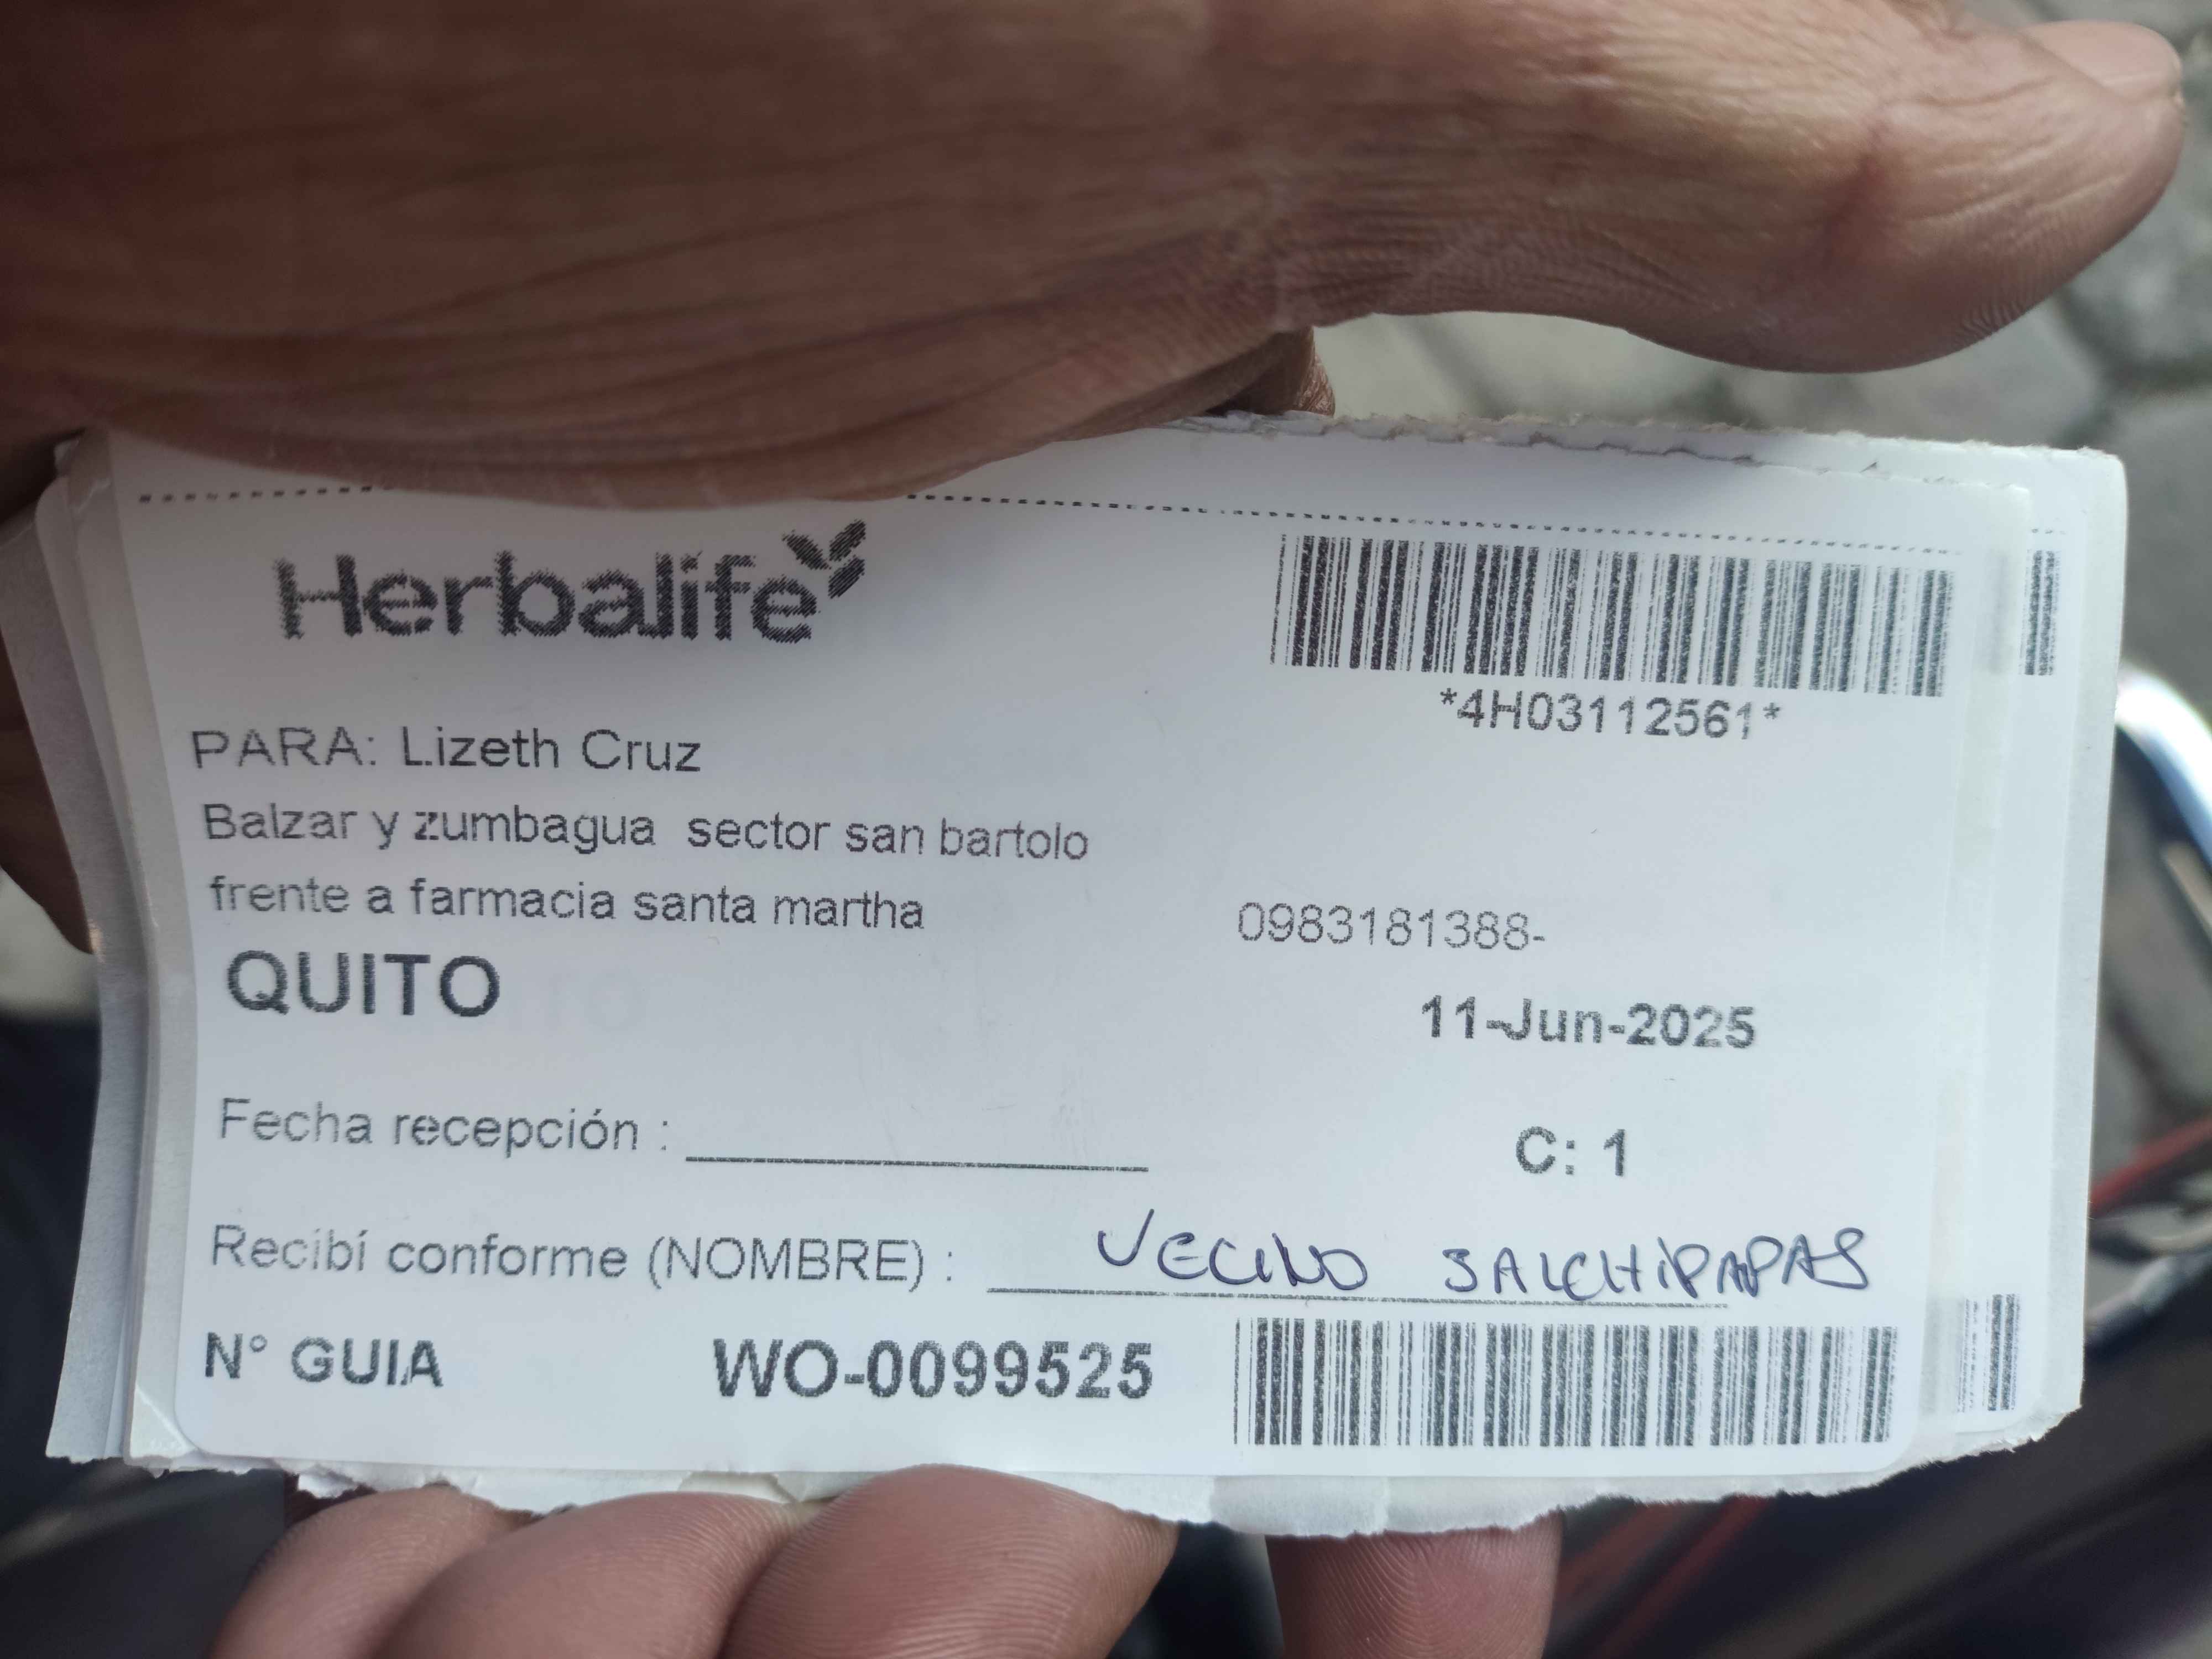 Herbalife
*4H03112561*
PARA: Lizeth Cruz
Balzar y zumbagua sector san bartolo
frente a farmacia santa martha
0983181388-
QUITO
11-Jun-2025
Fecha recepción :
C: 1
Recibí conforme (NOMBRE) : VECINO SALCHIPAPAS
N° GUIA WO-0099525